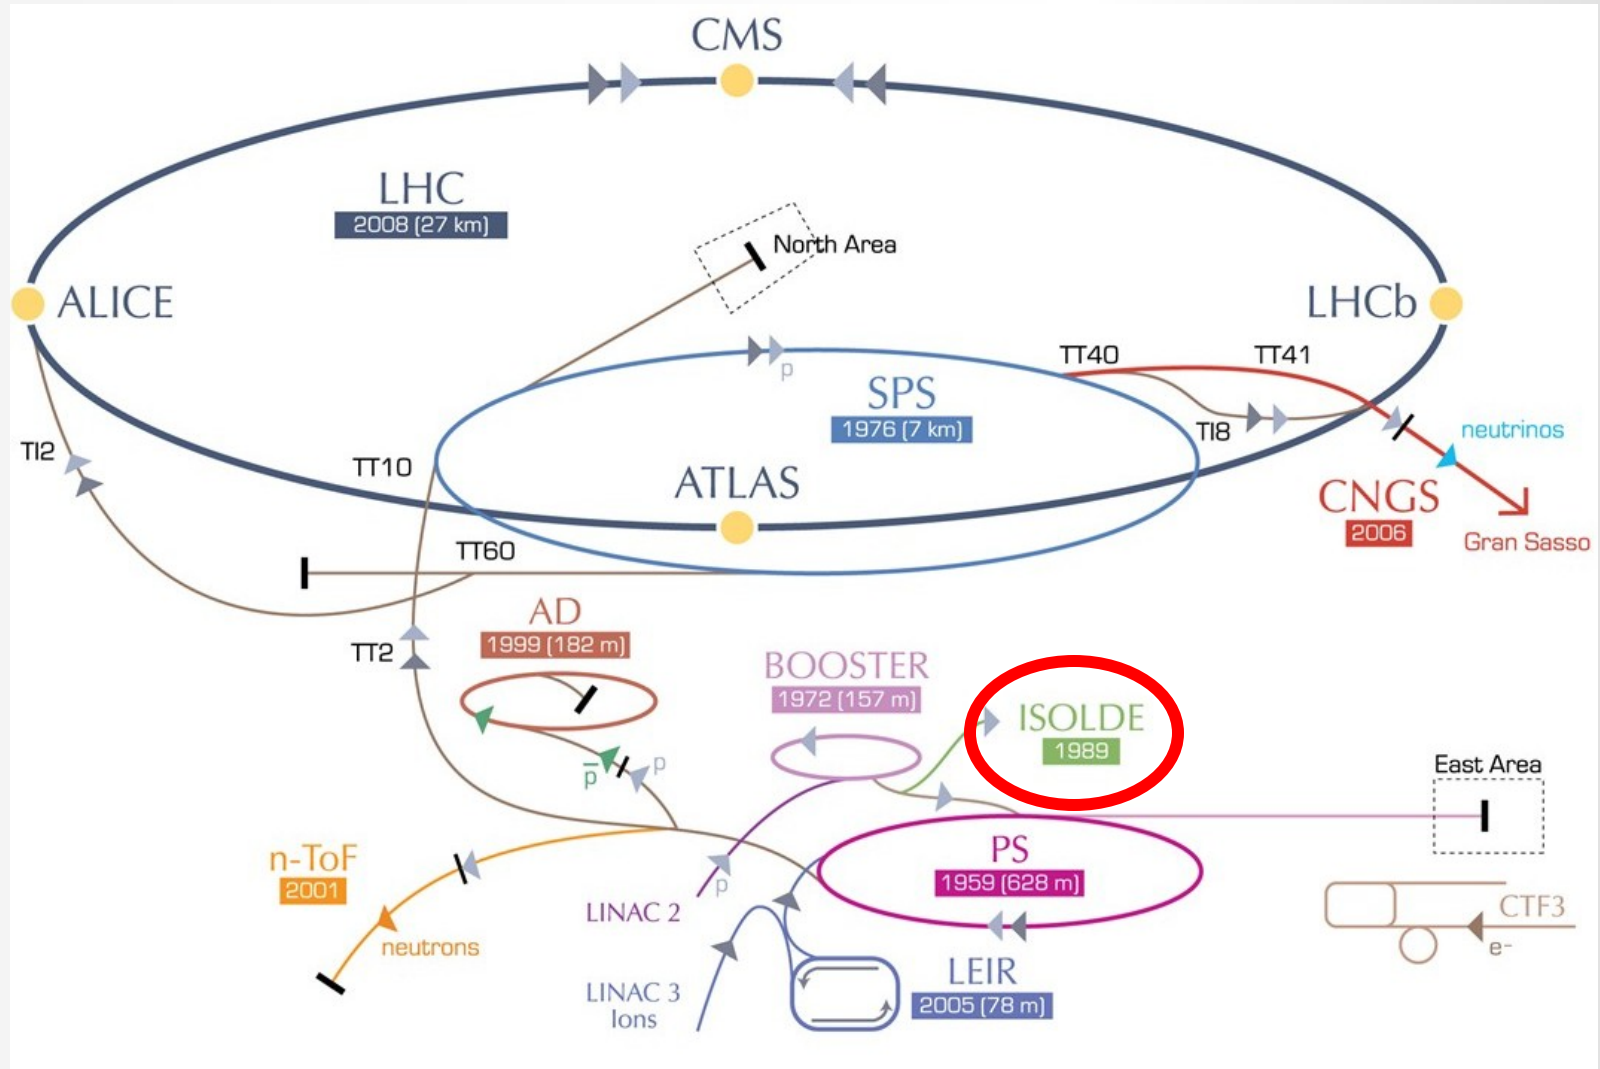 CMS
LHC
2008 (27 km)
North Area
ALICE
LHCb
TT40
TT41
p
SPS
1976 (7 km)
TI8
neutrinos
TI2
TT10
ATLAS
CNGS
2006
Gran Sasso
TT60
AD
1999 (182 m)
TT2
BOOSTER
1972 (157 m)
ISOLDE
1989
p̅
p
East Area
n-ToF
2001
PS
1959 (628 m)
p
LINAC 2
CTF3
neutrons
e-
LEIR
2005 (78 m)
LINAC 3
Ions